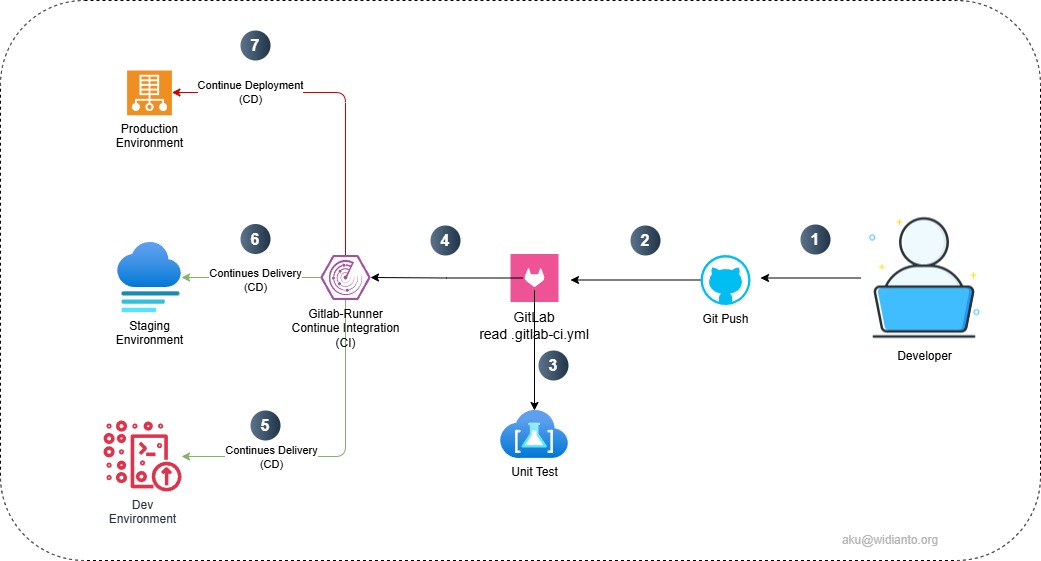 7
Continue Deployment
(CD)
Production
Environment
6
4
2
1
Continues Delivery
(CD)
Gitlab-Runner
Continue Integration
(CI)
GitLab
read .gitlab-ci.yml
Git Push
Staging
Environment
Developer
3
5
Continues Delivery
(CD)
Unit Test
Dev
Environment
aku@widianto.org